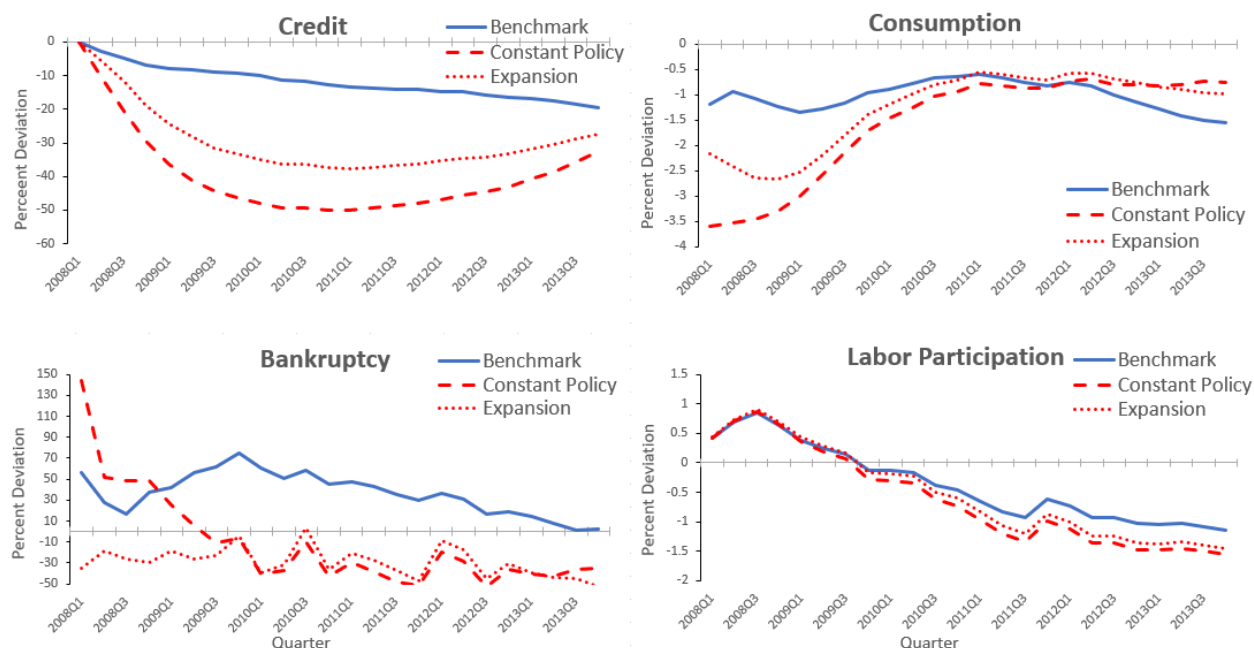 Credit
Benchmark
Constant Policy
Expansion
Perceent Deviation
0
-10
-20
-30
-40
-50
-60
2008Q1
2008Q3
2009Q1
2009Q3
2010Q1
2010Q3
2011Q1
2011Q3
2012Q1
2012Q3
2013Q1
2013Q3
Consumption
Benchmark
Constant Policy
Expansion
Percent Deviation
0
-0.5
-1
-1.5
-2
-2.5
-3
-3.5
-4
2008Q1
2008Q3
2009Q1
2009Q3
2010Q1
2010Q3
2011Q1
2011Q3
2012Q1
2012Q3
2013Q1
2013Q3
Bankruptcy
Benchmark
Constant Policy
Expansion
Percent Deviation
150
130
110
90
70
50
30
10
-10
-30
-50
2008Q1
2008Q3
2009Q1
2009Q3
2010Q1
2010Q3
2011Q1
2011Q3
2012Q1
2012Q3
2013Q1
2013Q3
Quarter
Labor Participation
Benchmark
Constant Policy
Expansion
Percent Deviation
1.5
1
0.5
0
-0.5
-1
-1.5
-2
2008Q1
2008Q3
2009Q1
2009Q3
2010Q1
2010Q3
2011Q1
2011Q3
2012Q1
2012Q3
2013Q1
2013Q3
Quarter